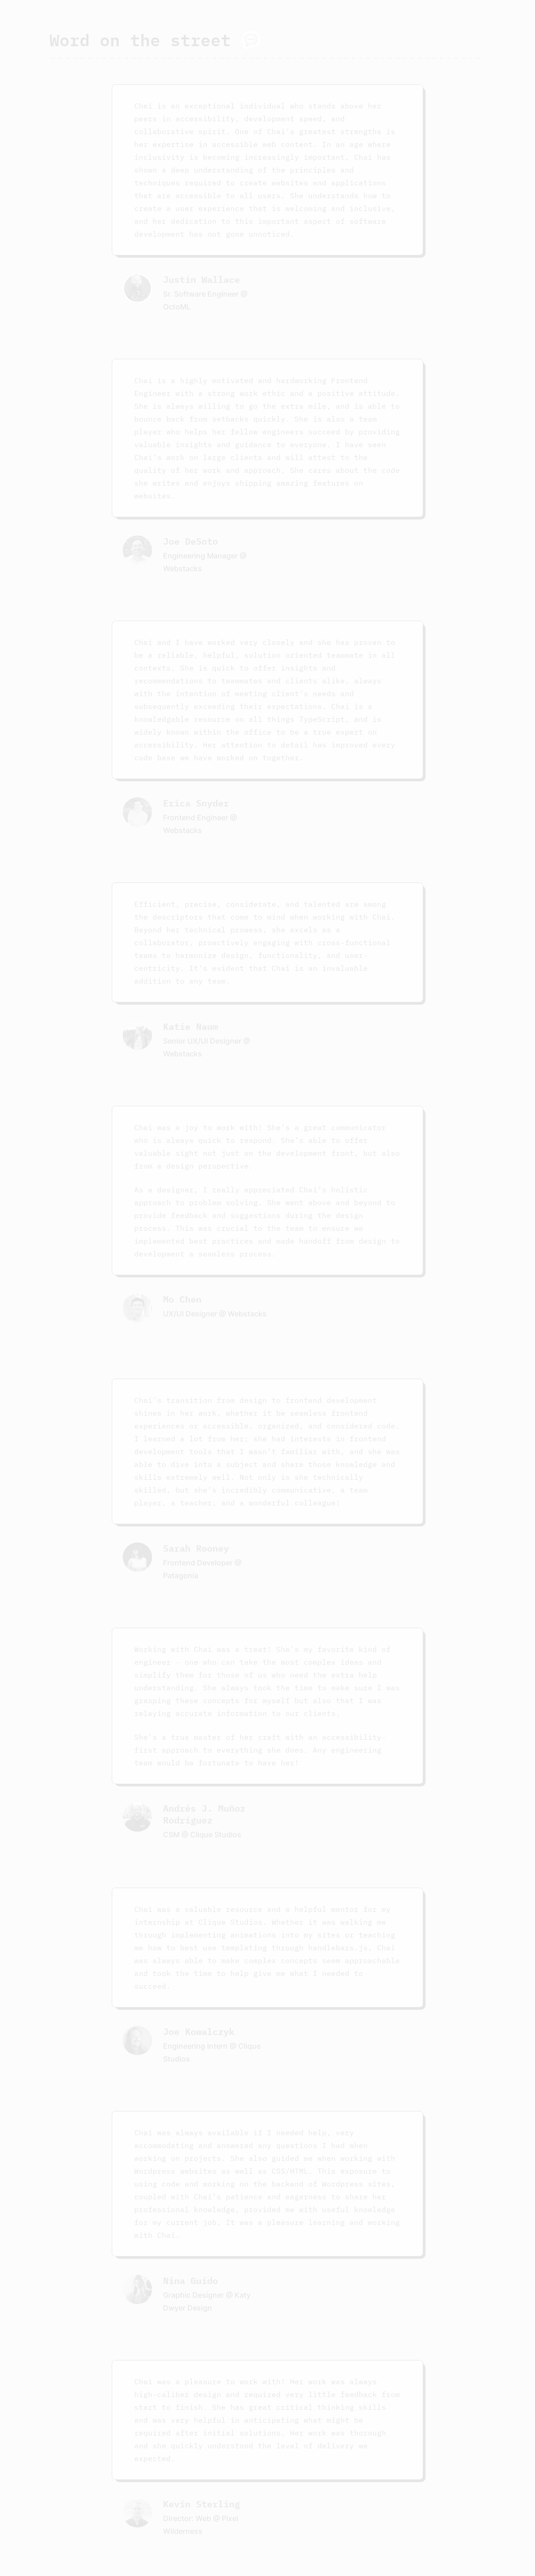 Word on the street 💬
Chai is an exceptional individual who stands above her
peers in accessibility, development speed, and
collaborative spirit. One of Chai's greatest strengths is
her expertise in accessible web content. In an age where
inclusivity is becoming increasingly important, Chai has
shown a deep understanding of the principles and
techniques required to create websites and applications
that are accessible to all users. She understands how to
create a user experience that is welcoming and inclusive,
and her dedication to this important aspect of software
development has not gone unnoticed.
Justin Wallace
Sr. Software Engineer @
OctoML
Chai is a highly motivated and hardworking Frontend
Engineer with a strong work ethic and a positive attitude.
She is always willing to go the extra mile, and is able to
bounce back from setbacks quickly. She is also a team
player who helps her fellow engineers succeed by providing
valuable insights and guidance to everyone. I have seen
Chai's work on large clients and will attest to the
quality of her work and approach. She cares about the code
she writes and enjoys shipping amazing features on
websites.
Joe DeSoto
Engineering Manager @
Webstacks
Chai and I have worked very closely and she has proven to
be a reliable, helpful, solution oriented teammate in all
contexts. She is quick to offer insights and
recommendations to teammates and clients alike, always
with the intention of meeting client's needs and
subsequently exceeding their expectations. Chai is a
knowledgable resource on all things TypeScript, and is
widely known within the office to be a true expert on
accessibility. Her attention to detail has improved every
code base we have worked on together.
Erica Snyder
Frontend Engineer @
Webstacks
Efficient, precise, considerate, and talented are among
the descriptors that come to mind when working with Chai.
Beyond her technical prowess, she excels as a
collaborator, proactively engaging with cross-functional
teams to harmonize design, functionality, and user-
centricity. It's evident that Chai is an invaluable
addition to any team.
Katie Naum
Senior UX/UI Designer @
Webstacks
Chai was a joy to work with! She's a great communicator
who is always quick to respond. She's able to offer
valuable sight not just on the development front, but also
from a design perspective.
As a designer, I really appreciated Chai's holistic
approach to problem solving. She went above and beyond to
provide feedback and suggestions during the design
process. This was crucial to the team to ensure we
implemented best practices and made handoff from design to
development a seamless process.
Mo Chen
UX/UI Designer @ Webstacks
Chai's transition from design to frontend development
shines in her work, whether it be seamless frontend
experiences or accessible, organized, and considered code.
I learned a lot from her; she had interests in frontend
development tools that I wasn't familiar with, and she was
able to dive into a subject and share those knowledge and
skills extremely well. Not only is she technically
skilled, but she's incredibly communicative, a team
player, a teacher, and a wonderful colleague!
Sarah Rooney
Frontend Developer @
Patagonia
Working with Chai was a treat! She's my favorite kind of
engineer - one who can take the most complex ideas and
simplify them for those of us who need the extra help
understanding. She always took the time to make sure I was
grasping these concepts for myself but also that I was
relaying accurate information to our clients.
She's a true master of her craft with an accessibility-
first approach to everything she does. Any engineering
team would be fortunate to have her!
Andrés J. Muñoz
Rodriguez
CSM @ Clique Studios
Chai was a valuable resource and a helpful mentor for my
internship at Clique Studios. Whether it was walking me
through implementing animations into my sites or teaching
me how to best use templating through handlebars.js, Chai
was always able to make complex concepts seem approachable
and took the time to help give me what I needed to
succeed.
Joe Kowalczyk
Engineering Intern @ Clique
Studios
Chai was always available if I needed help, very
accommodating and answered any questions I had when
working on projects. She also guided me when working with
Wordpress websites as well as CSS/HTML. This exposure to
using code and working on the backend of Wordpress sites,
coupled with Chai's patience and eagerness to share her
professional knowledge, provided me with useful knowledge
for my current job. It was a pleasure learning and working
with Chai.
Nina Guido
Graphic Designer @ Katy
Dwyer Design
Chai was a pleasure to work with! Her work was always
high-caliber design and required very little feedback from
start to finish. She has great critical thinking skills
and was very helpful in anticipating what might be
required after initial solutions. Her work was thorough
and she quickly understood the level of delivery we
expected.
Kevin Sterling
Director, Web @ Pixel
Wilderness